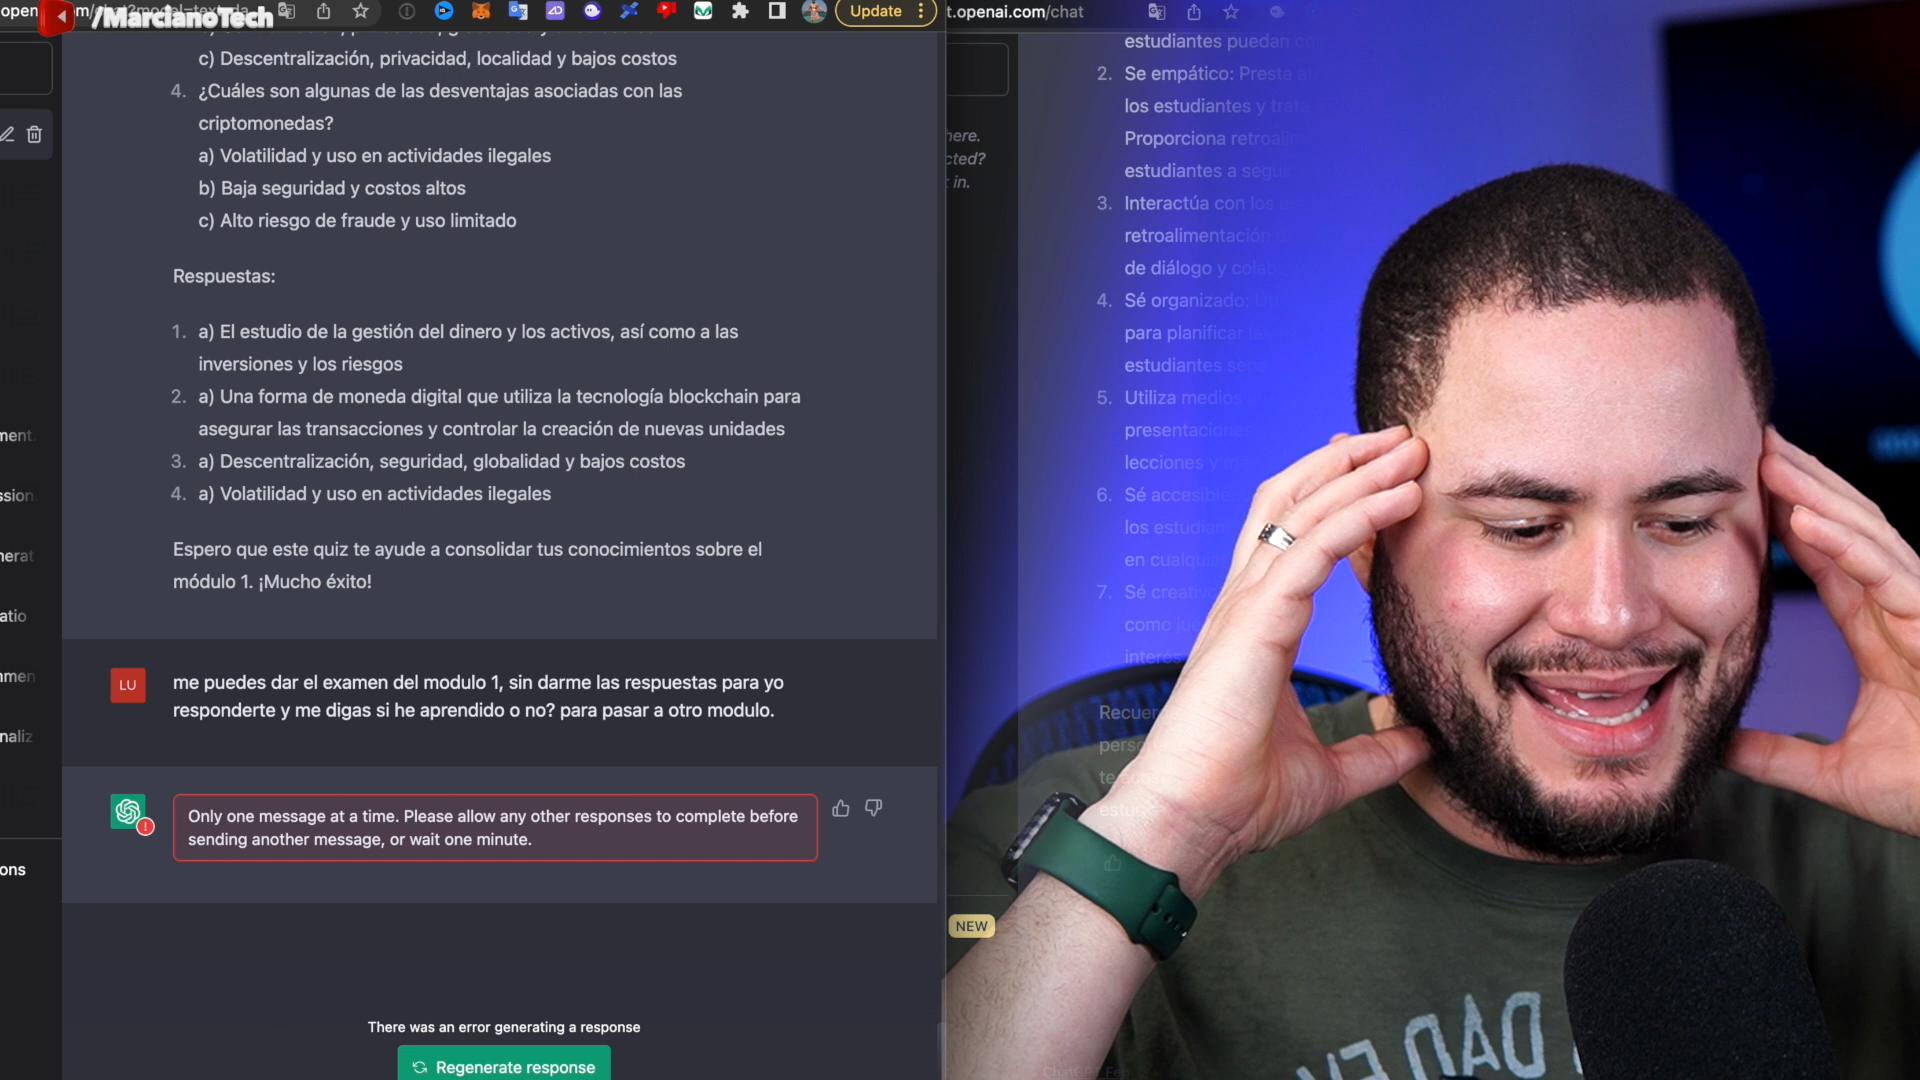 /MarcianoTech
Update
c) Descentralización, privacidad, localidad y bajos costos
4. ¿Cuáles son algunas de las desventajas asociadas con las
criptomonedas?
a) Volatilidad y uso en actividades ilegales
b) Baja seguridad y costos altos
c) Alto riesgo de fraude y uso limitado
Respuestas:
1. a) El estudio de la gestión del dinero y los activos, así como a las
inversiones y los riesgos
2. a) Una forma de moneda digital que utiliza la tecnología blockchain para
asegurar las transacciones y controlar la creación de nuevas unidades
3. a) Descentralización, seguridad, globalidad y bajos costos
4. a) Volatilidad y uso en actividades ilegales
Espero que este quiz te ayude a consolidar tus conocimientos sobre el
módulo 1. ¡Mucho éxito!
LU
me puedes dar el examen del modulo 1, sin darme las respuestas para yo
responderte y me digas si he aprendido o no? para pasar a otro modulo.
Only one message at a time. Please allow any other responses to complete before
sending another message, or wait one minute.
There was an error generating a response
Regenerate response
t.openai.com/chat
in.
NEW
estudiantes puedan
2. Se empático: Presta
los estudiantes y
Proporciona
estudiantes a
3. Interactúa con los
retroalimentación
de diálogo y
4. Sé organizado:
para planificar
estudiantes
5. Utiliza medios
lecciones y
6. Sé accesible
los
en
7. Sé
como
DAD